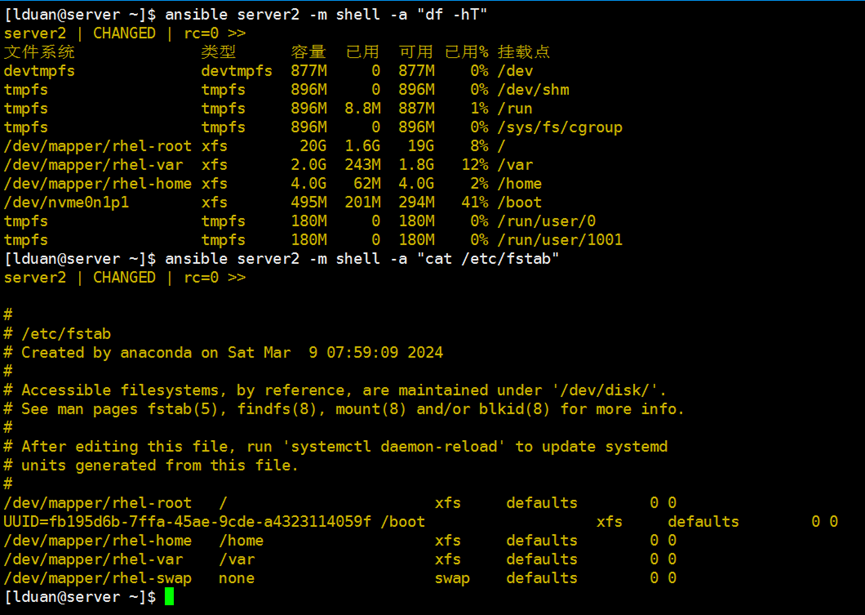 [lduan@server ~]$ ansible server2 -m shell -a "df -hT"
server2 | CHANGED | rc=0 >>
文件系统 类型 容量 已用 可用 已用% 挂载点
devtmpfs devtmpfs 877M 0 877M 0% /dev
tmpfs tmpfs 896M 0 896M 0% /dev/shm
tmpfs tmpfs 896M 8.8M 887M 1% /run
tmpfs tmpfs 896M 0 896M 0% /sys/fs/cgroup
/dev/mapper/rhel-root xfs 20G 1.6G 19G 8% /
/dev/mapper/rhel-var xfs 2.0G 243M 1.8G 12% /var
/dev/mapper/rhel-home xfs 4.0G 62M 4.0G 2% /home
/dev/nvme0n1p1 xfs 495M 201M 294M 41% /boot
tmpfs tmpfs 180M 0 180M 0% /run/user/0
tmpfs tmpfs 180M 0 180M 0% /run/user/1001
[lduan@server ~]$ ansible server2 -m shell -a "cat /etc/fstab"
server2 | CHANGED | rc=0 >>
#
# /etc/fstab
# Created by anaconda on Sat Mar  9 07:59:09 2024
#
# Accessible filesystems, by reference, are maintained under '/dev/disk/'.
# See man pages fstab(5), findfs(8), mount(8) and/or blkid(8) for more info.
#
# After editing this file, run 'systemctl daemon-reload' to update systemd
# units generated from this file.
#
/dev/mapper/rhel-root / xfs defaults 0 0
UUID=fb195d6b-7ffa-45ae-9cde-a4323114059f /boot xfs defaults 0 0
/dev/mapper/rhel-home /home xfs defaults 0 0
/dev/mapper/rhel-var /var xfs defaults 0 0
/dev/mapper/rhel-swap none swap defaults 0 0
[lduan@server ~]$